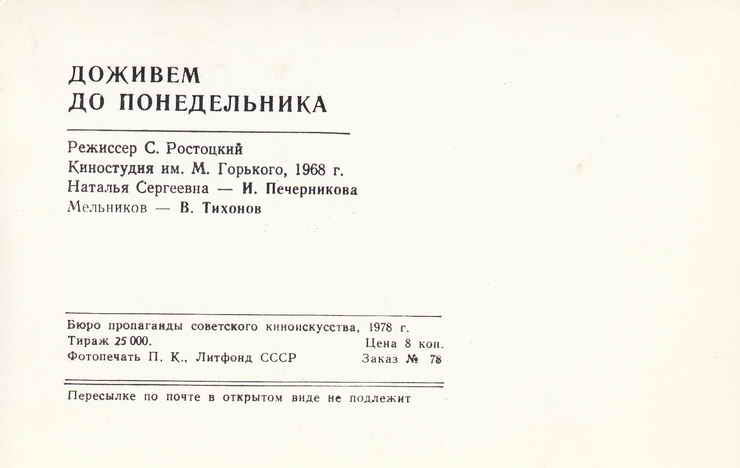 ДОЖИВЕМ
ДО ПОНЕДЕЛЬНИКА
Режиссер С. Ростоцкий
Киностудия им. М. Горького, 1968 г.
Наталья Сергеевна — И. Печерникова
Мельников — В. Тихонов
Бюро пропаганды советского киноискусства, 1978 г.
Тираж 25 000. Цена 8 коп.
Фотопечать П. К., Литфонд СССР Заказ № 78
Пересылке по почте в открытом виде не подлежит